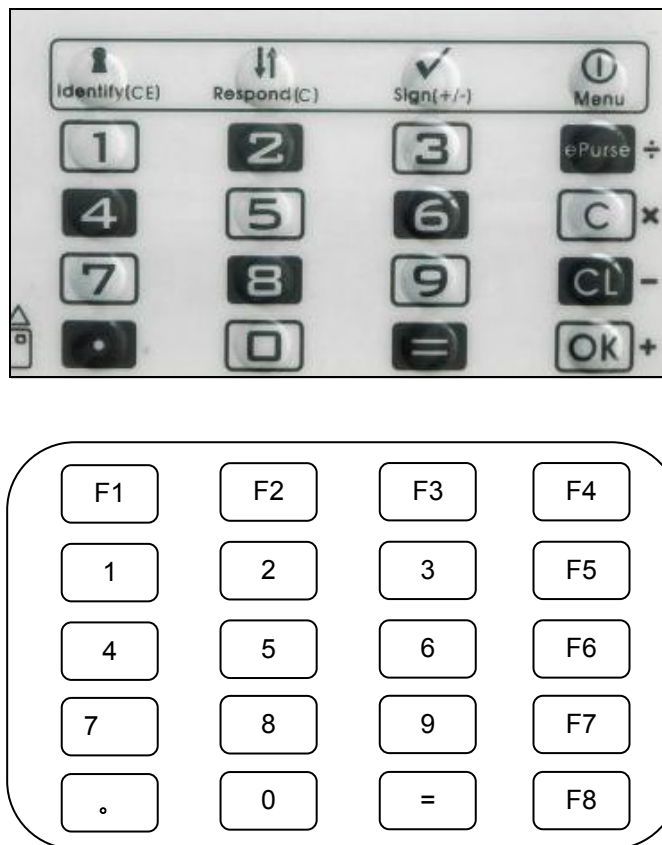 Identify(CE) Respond(C) Sign(+/-) Menu
1 2 3 ePurse ÷
4 5 6 C ×
7 8 9 CL -
. 0 = OK +
F1 F2 F3 F4
1 2 3 F5
4 5 6 F6
7 8 9 F7
。 0 = F8